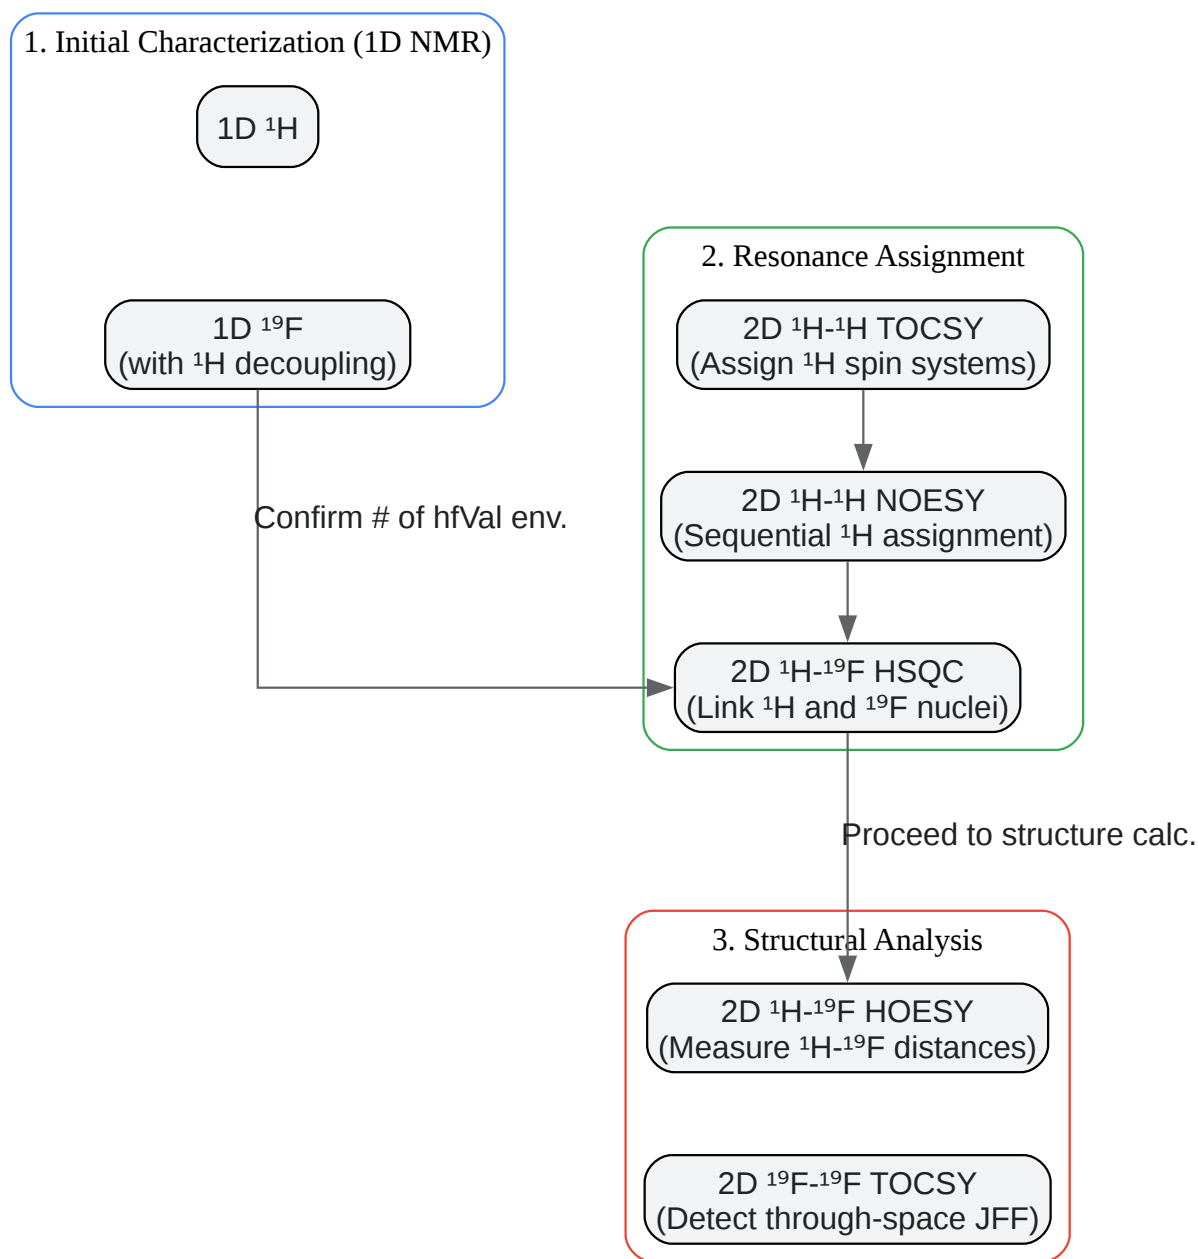 1. Initial Characterization (1D NMR)
1D ¹H
1D ¹⁹F
(with ¹H decoupling)
Confirm # of hfVal env.
2. Resonance Assignment
2D ¹H-¹H TOCSY
(Assign ¹H spin systems)
2D ¹H-¹H NOESY
(Sequential ¹H assignment)
2D ¹H-¹⁹F HSQC
(Link ¹H and ¹⁹F nuclei)
Proceed to structure calc.
3. Structural Analysis
2D ¹H-¹⁹F HOESY
(Measure ¹H-¹⁹F distances)
2D ¹⁹F-¹⁹F TOCSY
(Detect through-space JFF)